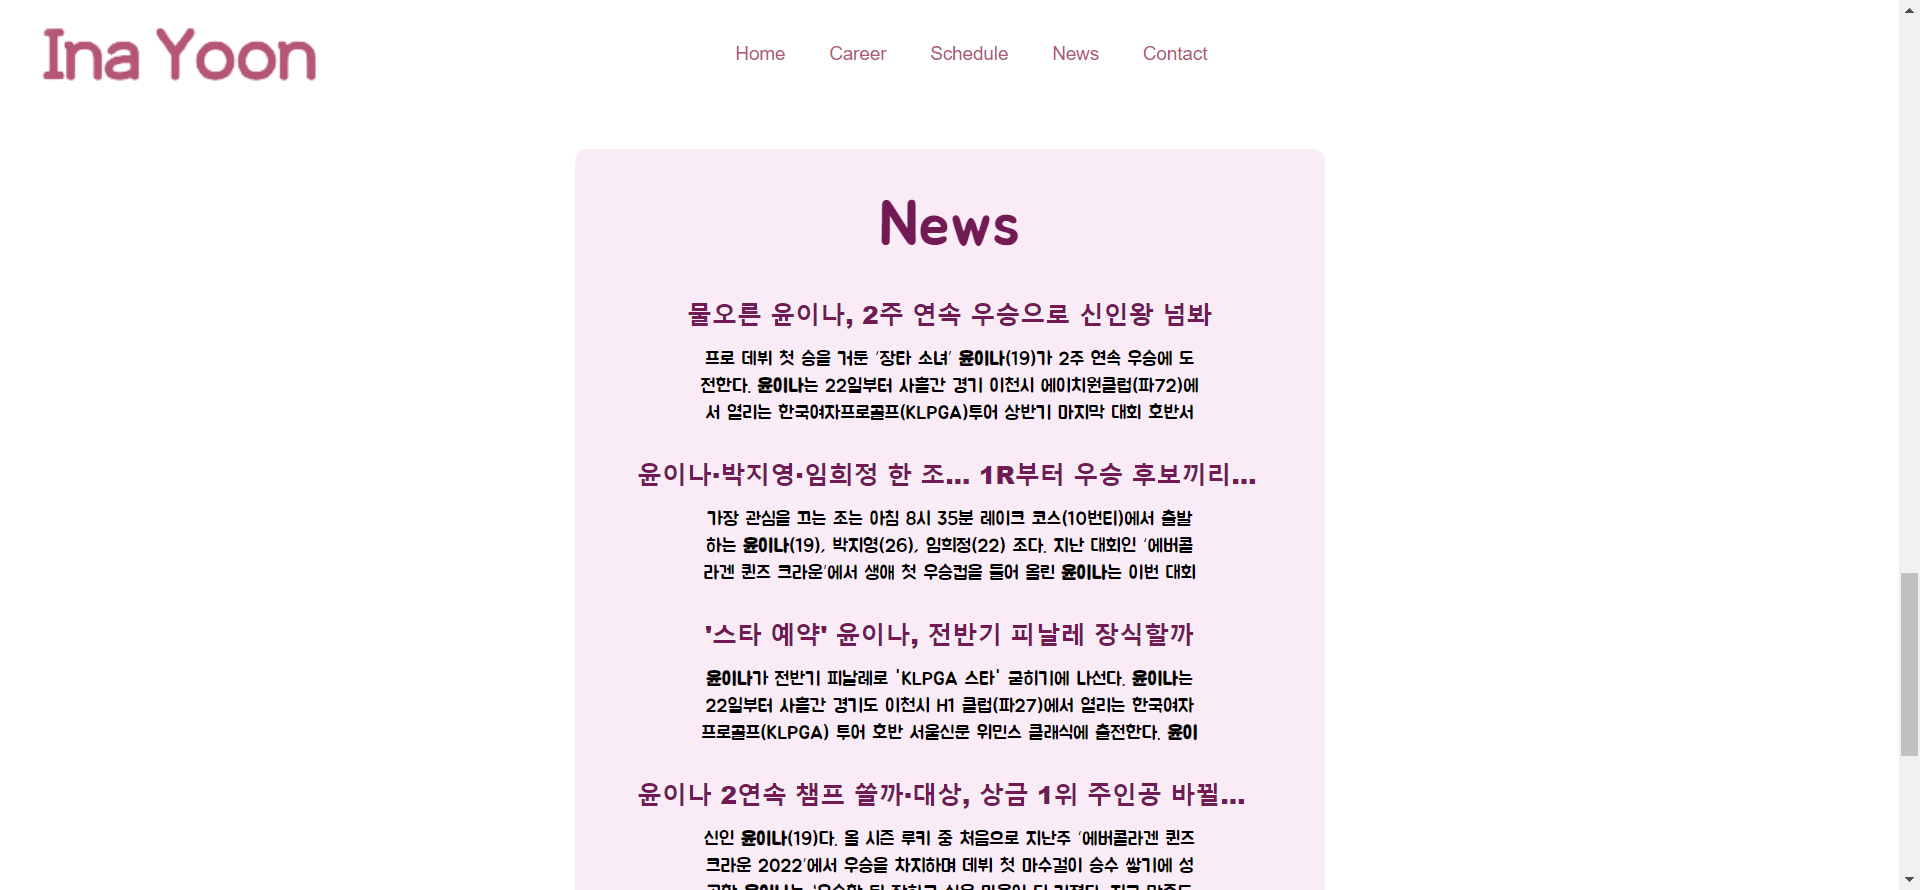 Ina Yoon
Home Career Schedule News Contact
News
물오른 윤이나, 2주 연속 우승으로 신인왕 넘봐
프로 데뷔 첫 승을 거둔 '장타 소녀' 윤이나(19)가 2주 연속 우승에 도
전한다. 윤이나는 22일부터 사흘간 경기 이천시 에이치원클럽(파72)에
서 열리는 한국여자프로골프(KLPGA)투어 상반기 마지막 대회 호반서
윤이나·박지영·임희정 한 조... 1R부터 우승 후보끼리...
가장 관심을 끄는 조는 아침 8시 35분 레이크 코스(10번티)에서 출발
하는 윤이나(19), 박지영(26), 임희정(22) 조다. 지난 대회인 '에버콜
라겐 퀸즈 크라운'에서 생애 첫 우승컵을 들어 올린 윤이나는 이번 대회
'스타 예약' 윤이나, 전반기 피날레 장식할까
윤이나가 전반기 피날레로 'KLPGA 스타' 굳히기에 나선다. 윤이나는
22일부터 사흘간 경기도 이천시 H1 클럽(파27)에서 열리는 한국여자
프로골프(KLPGA) 투어 호반 서울신문 위민스 클래식에 출전한다. 윤이
윤이나 2연속 챔프 쏠까·대상, 상금 1위 주인공 바뀔...
신인 윤이나(19)다. 올 시즌 루키 중 처음으로 지난주 '에버콜라겐 퀸즈
크라운 2022'에서 우승을 차지하며 데뷔 첫 마수걸이 승수 쌓기에 성